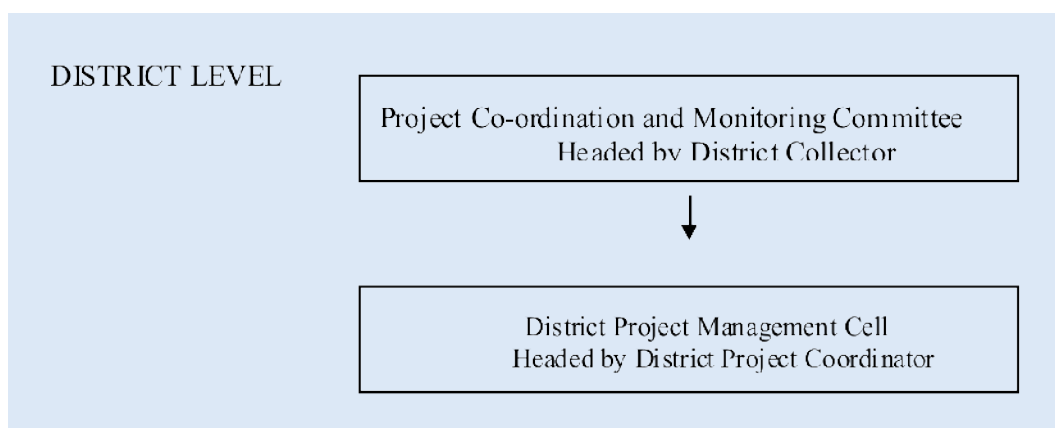 DISTRICT LEVEL
Project Co-ordination and Monitoring Committee
Headed by District Collector
District Project Management Cell
Headed by District Project Coordinator